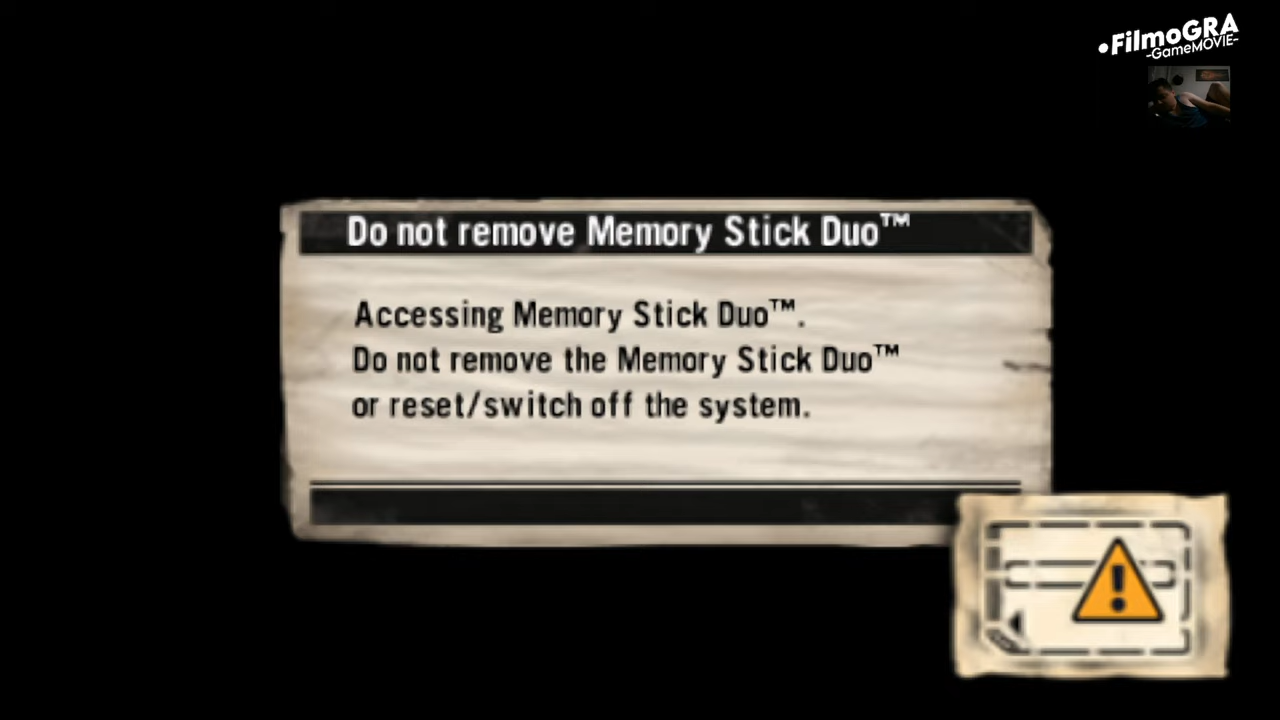 •FilmoGRA
-GameMOVIE-
Do not remove Memory Stick Duo™
Accessing Memory Stick Duo™.
Do not remove the Memory Stick Duo™
or reset/switch off the system.